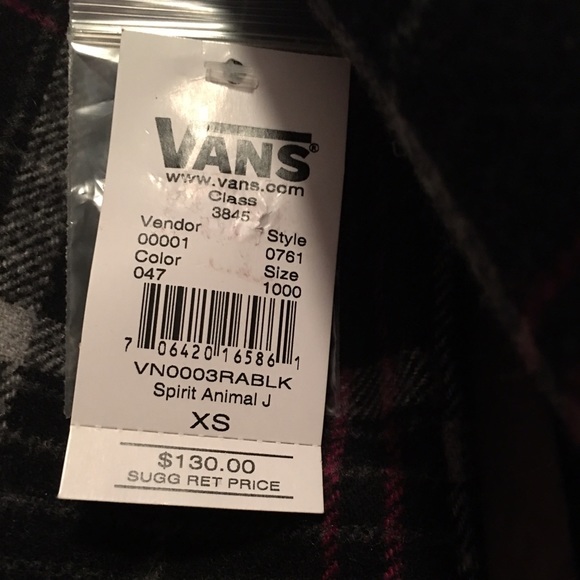 VANS®
www.vans.com
Class
3845
Vendor Style
00001 0761
Color Size
047 1000
7 06420 16586 1
VN0003RABLK
Spirit Animal J
XS
$130.00
SUGG RET PRICE